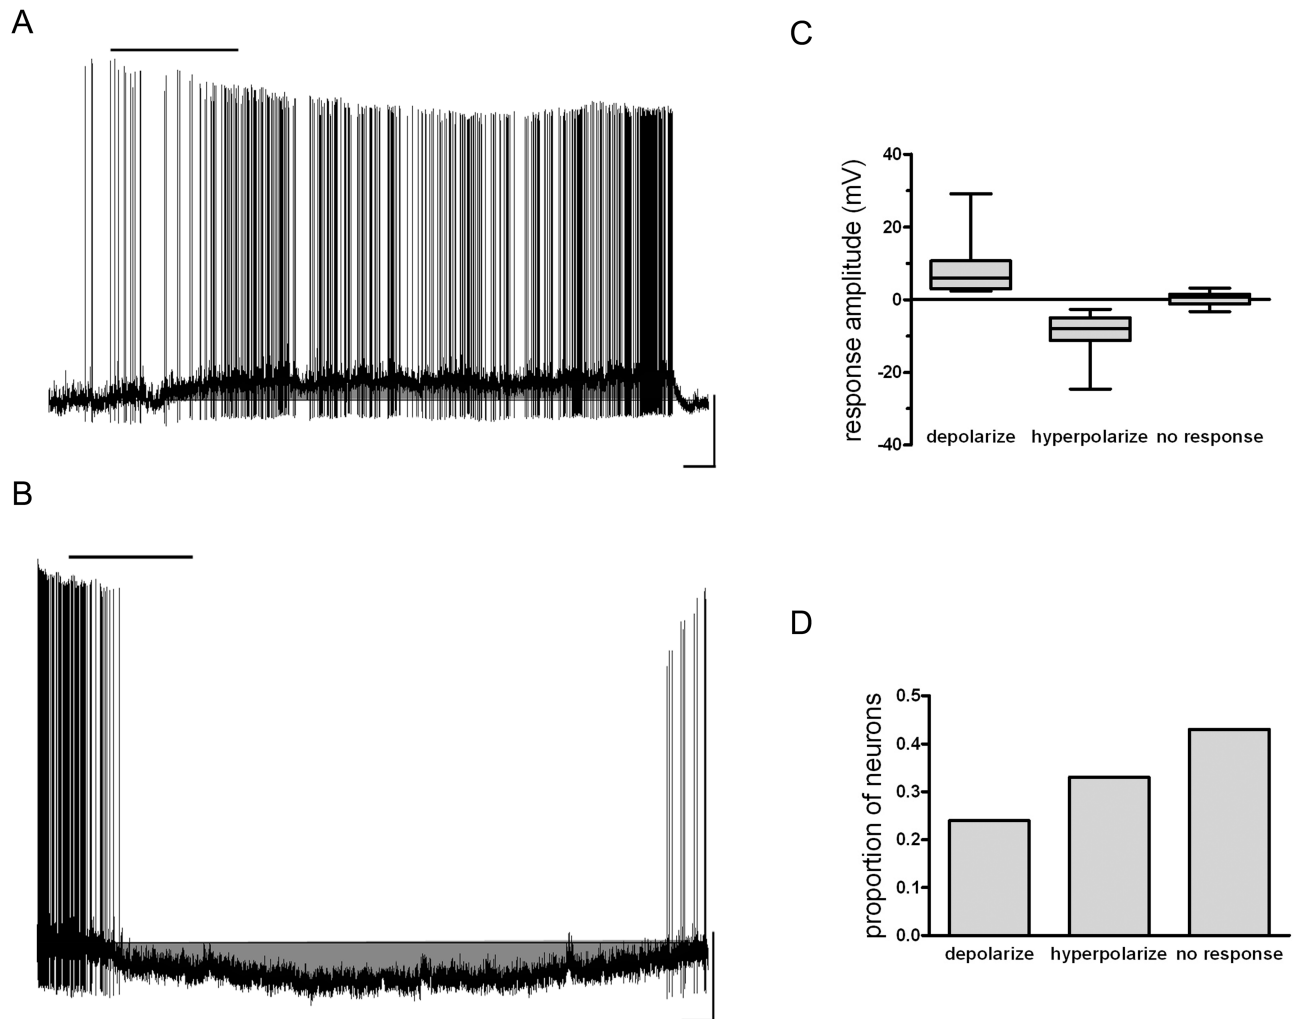 A
B
C
response amplitude (mV)
40
20
0
-20
-40
depolarize hyperpolarize no response
D
proportion of neurons
0.5
0.4
0.3
0.2
0.1
0.0
depolarize hyperpolarize no response